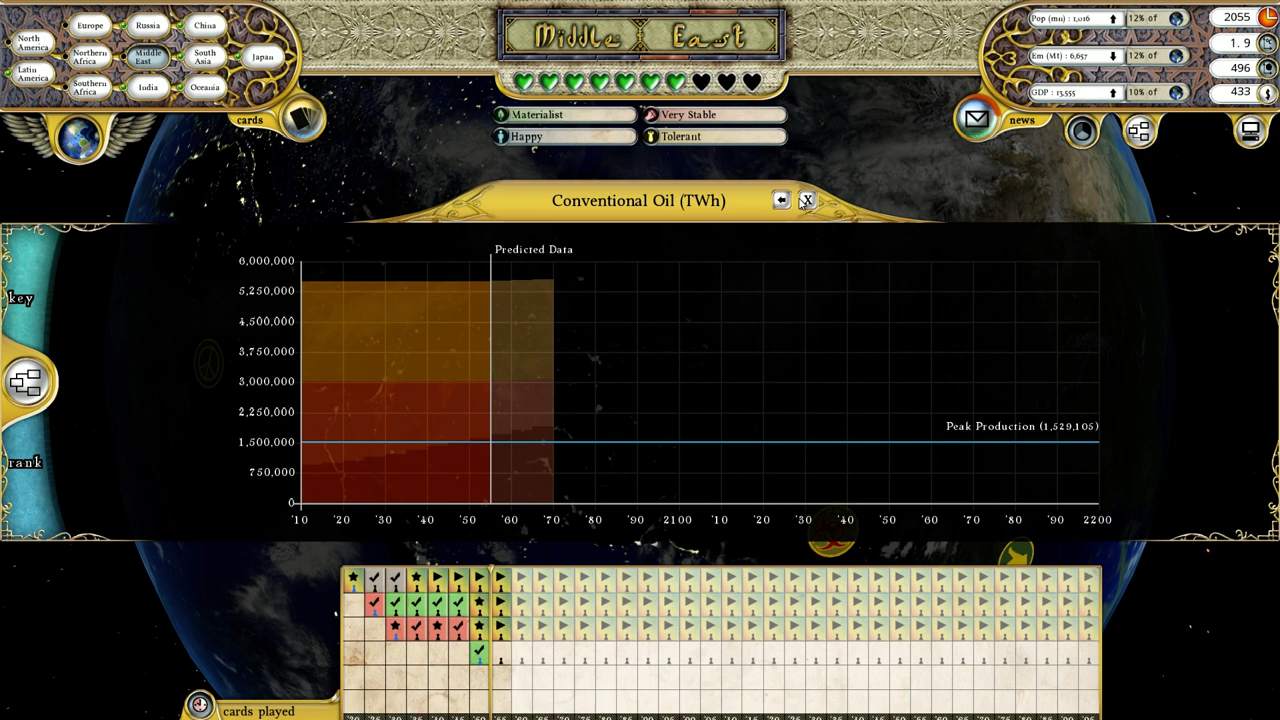 North America
Latin America
Europe
Northern Africa
Southern Africa
Russia
Middle East
India
China
South Asia
Oceania
Japan
cards
Middle East
Materialist
Very Stable
Happy
Tolerant
Pop (mn) : 1,016
12% of
Em (Mt) : 6,657
12% of
GDP : 13,555
10% of
2055
1. 9
496
433
news
Conventional Oil (TWh)
key
rank
Predicted Data
6,000,000
5,250,000
4,500,000
3,750,000
3,000,000
2,250,000
1,500,000
750,000
0
Peak Production (1,529,105)
'10 '20 '30 '40 '50 '60 '70 '80 '90 2100 '10 '20 '30 '40 '50 '60 '70 '80 '90 2200
cards played